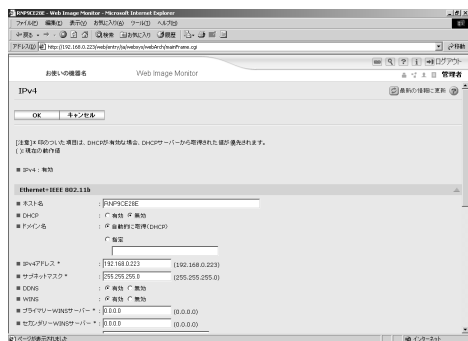 RNP9CE20E - Web Image Monitor - Microsoft Internet Explorer
ファイル(F) 編集(E) 表示(V) お気に入り(A) ツール(T) ヘルプ(H)
戻る 検索 お気に入り 履歴
アドレス(D) http://192.168.0.223/web/entry/ja/websys/webArch/mainFrame.cgi 移動
ログアウト
お使いの機器名 Web Image Monitor 管理者
IPv4 最新の情報に更新
OK キャンセル
[注意]* 印のついた項目は、DHCPが有効な場合、DHCPサーバーから取得された値が優先されます。
( ): 現在の動作値
■ IPv4 : 有効
Ethernet+IEEE 802.11b
■ ホスト名 : RNP9CE20E
■ DHCP : 有効 無効
■ ドメイン名 : 自動的に取得(DHCP)
指定
■ IPv4アドレス * : 192.168.0.223 (192.168.0.223)
■ サブネットマスク * : 255.255.255.0 (255.255.255.0)
■ DDNS : 有効 無効
■ WINS : 有効 無効
■ プライマリーWINSサーバー * : 0.0.0.0 (0.0.0.0)
■ セカンダリーWINSサーバー * : 0.0.0.0 (0.0.0.0)
ページが表示されました インターネット